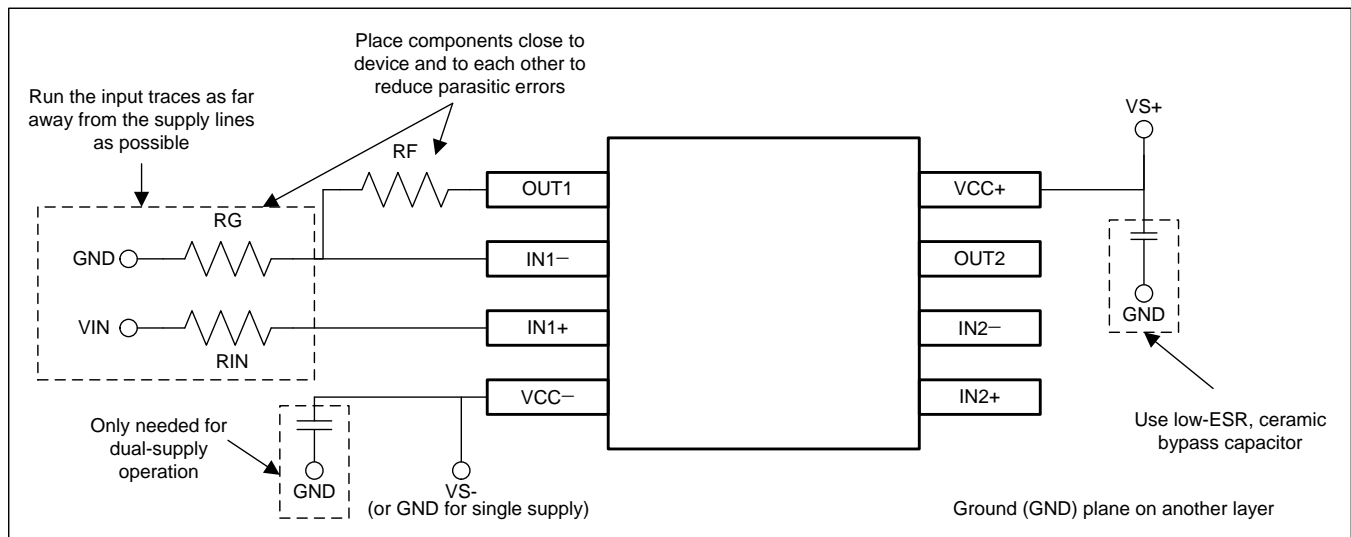 Place components close to
device and to each other to
reduce parasitic errors
Run the input traces as far
away from the supply lines
as possible
VS+
RF
OUT1
VCC+
RG
GND
IN1−
OUT2
GND
VIN
IN1+
IN2−
RIN
VCC−
IN2+
Only needed for
dual-supply
operation
Use low-ESR, ceramic
bypass capacitor
GND
VS-
(or GND for single supply)
Ground (GND) plane on another layer